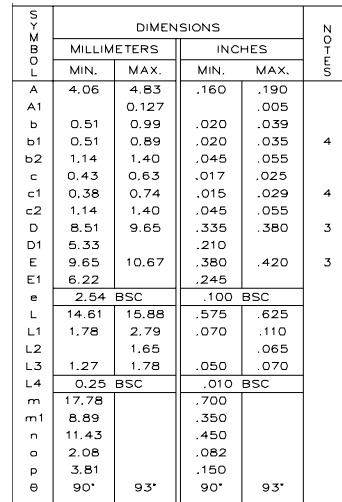 SYMBOL DIMENSIONS NOTES
MILLIMETERS INCHES
MIN. MAX. MIN. MAX.
A 4.06 4.83 .160 .190
A1 0.127 .005
b 0.51 0.99 .020 .039
b1 0.51 0.89 .020 .035 4
b2 1.14 1.40 .045 .055
c 0.43 0.63 .017 .025
c1 0.38 0.74 .015 .029 4
c2 1.14 1.40 .045 .055
D 8.51 9.65 .335 .380 3
D1 5.33 .210
E 9.65 10.67 .380 .420 3
E1 6.22 .245
e 2.54 BSC .100 BSC
L 14.61 15.88 .575 .625
L1 1.78 2.79 .070 .110
L2 1.65 .065
L3 1.27 1.78 .050 .070
L4 0.25 BSC .010 BSC
m 17.78 .700
m1 8.89 .350
n 11.43 .450
o 2.08 .082
p 3.81 .150
θ 90° 93° 90° 93°